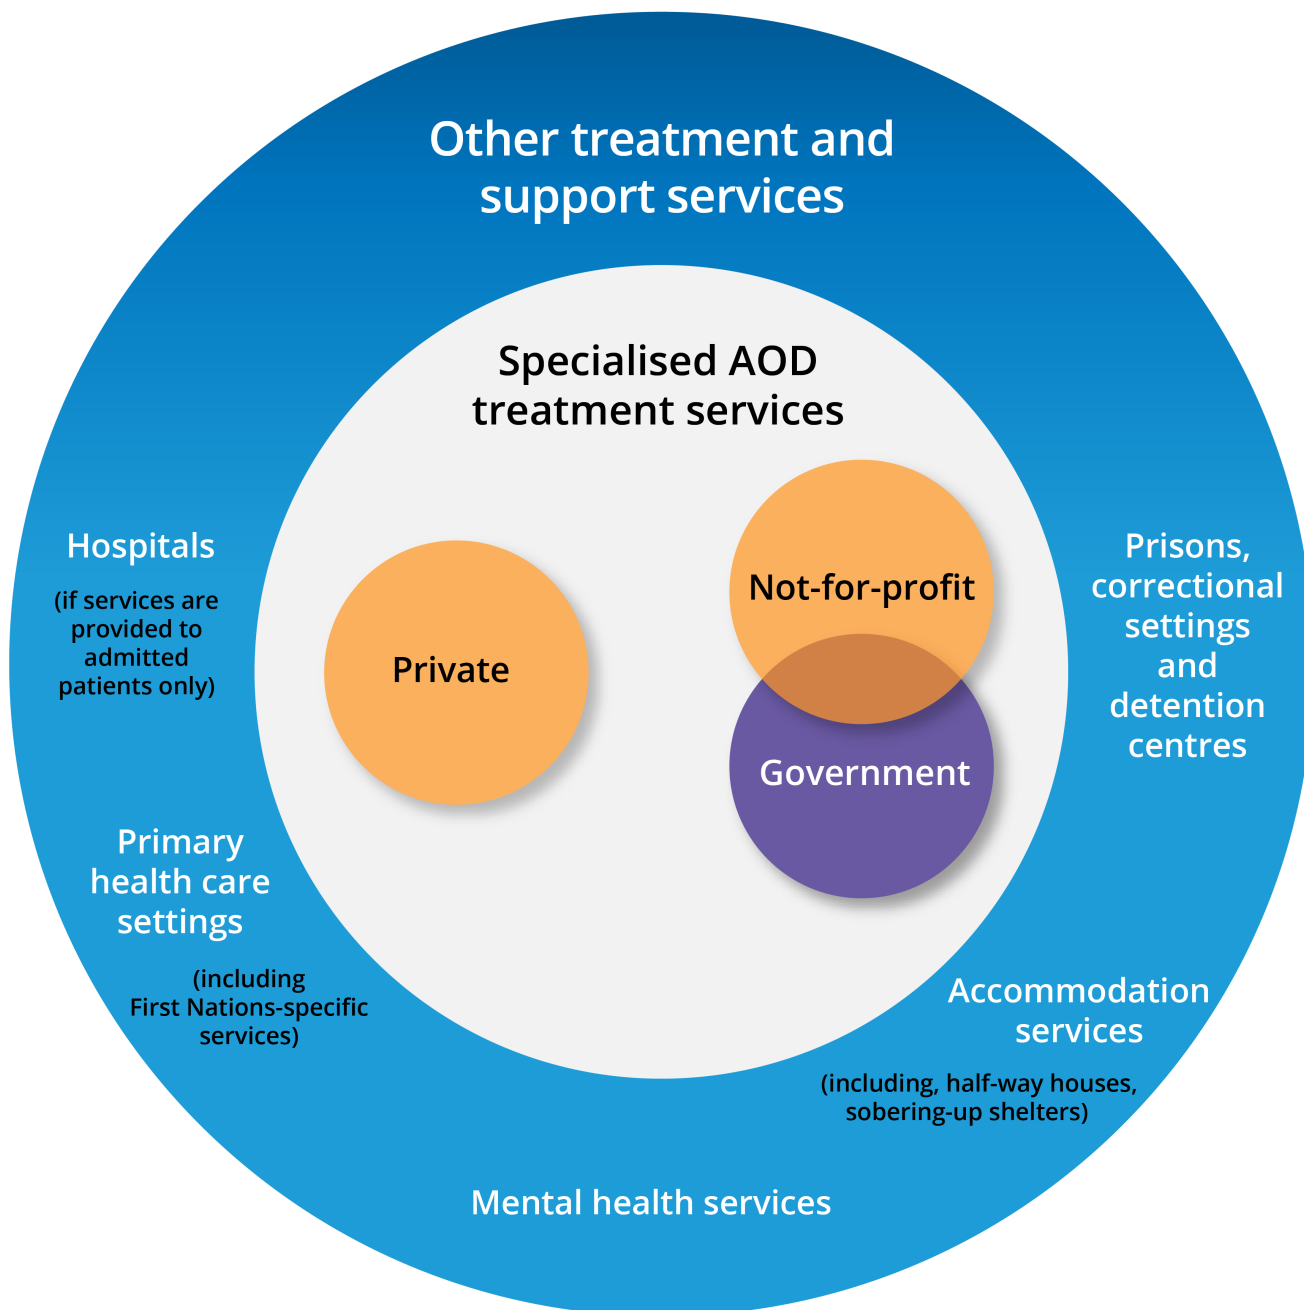 Other treatment and
support services
Specialised AOD
treatment services
Hospitals
(if services are
provided to
admitted
patients only)
Private
Not-for-profit
Government
Prisons,
correctional
settings
and
detention
centres
Primary
health care
settings
(including
First Nations-specific
services)
Accommodation
services
(including, half-way houses,
sobering-up shelters)
Mental health services